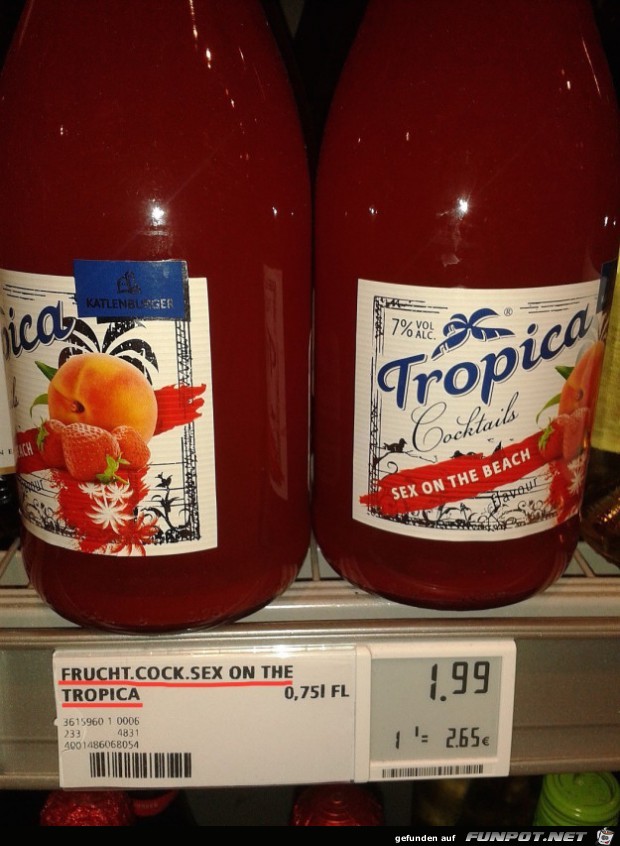 KATLENBURGER
ica
7% VOL
ALC.
Tropica®
Cocktails
SEX ON THE BEACH
flavour
FRUCHT.COCK.SEX ON THE
TROPICA
0,75l FL
3615960 1 0006
233 4831
4001486068054
1.99
1 l= 2.65€
gefunden auf FUNPOT.NET